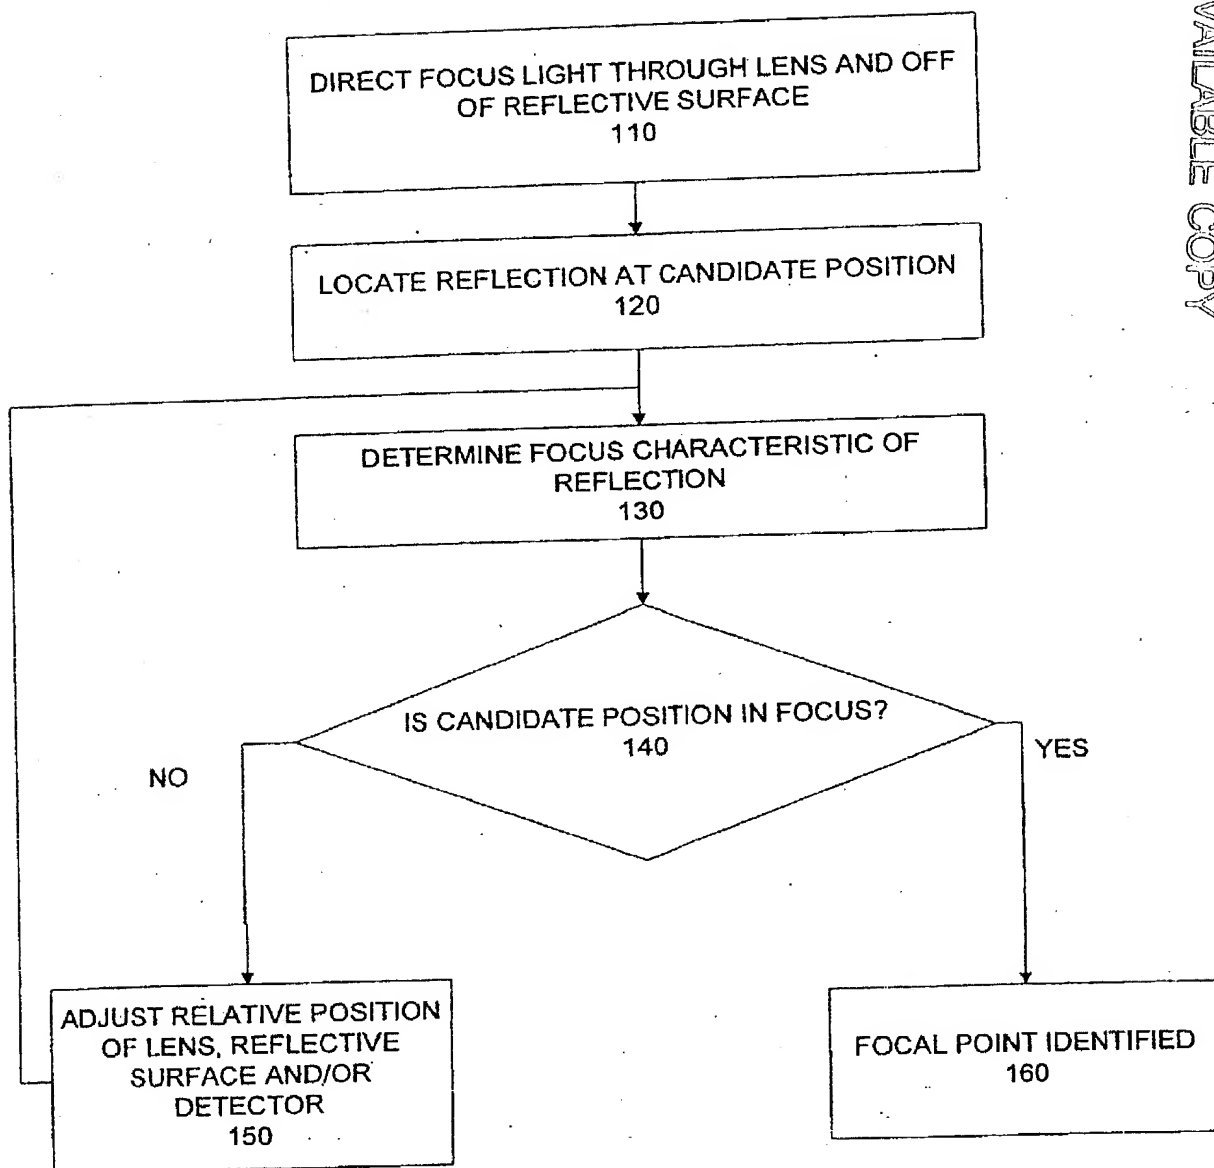 DIRECT FOCUS LIGHT THROUGH LENS AND OFF
OF REFLECTIVE SURFACE
110
LOCATE REFLECTION AT CANDIDATE POSITION
120
DETERMINE FOCUS CHARACTERISTIC OF
REFLECTION
130
IS CANDIDATE POSITION IN FOCUS?
140
NO
YES
ADJUST RELATIVE POSITION
OF LENS, REFLECTIVE
SURFACE AND/OR
DETECTOR
150
FOCAL POINT IDENTIFIED
160
VAILABLE COPY